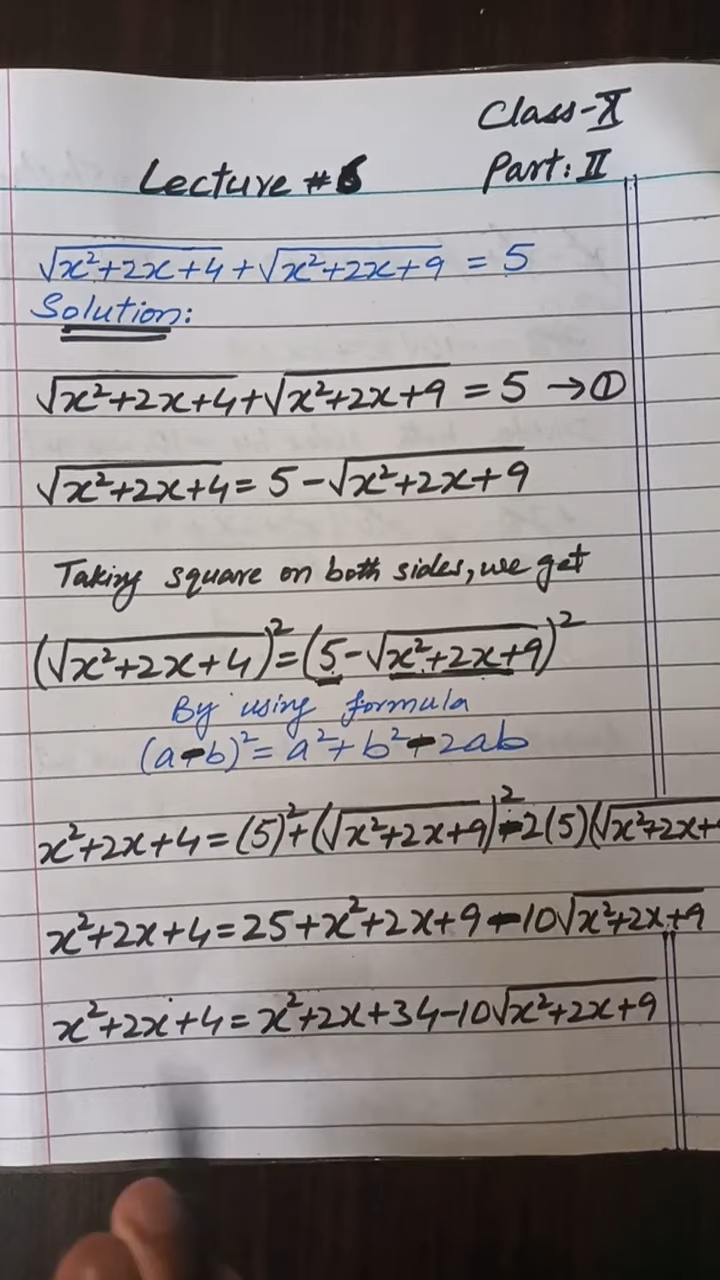 Class-X
Lecture #6 Part: II
√x²+2x+4 + √x²+2x+9 = 5
Solution:
√x²+2x+4 + √x²+2x+9 = 5 → ①
√x²+2x+4 = 5 - √x²+2x+9
Taking square on both sides, we get
(√x²+2x+4)² = (5-√x²+2x+9)²
By using formula
(a-b)² = a²+b²-2ab
x²+2x+4 = (5)²+(√x²+2x+9)²-2(5)(√x²+2x+
x²+2x+4 = 25+x²+2x+9-10√x²+2x+9
x²+2x+4 = x²+2x+34-10√x²+2x+9